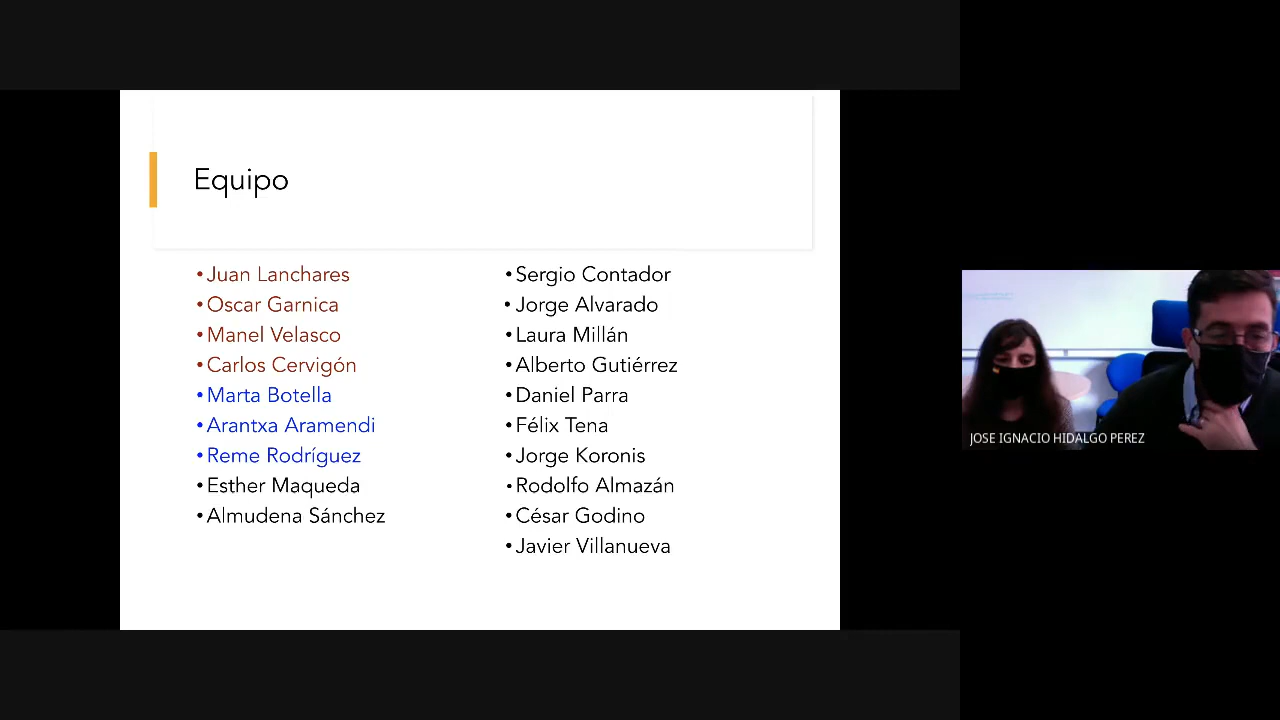 Equipo
•Juan Lanchares
•Oscar Garnica
•Manel Velasco
•Carlos Cervigón
•Marta Botella
•Arantxa Aramendi
•Reme Rodríguez
•Esther Maqueda
•Almudena Sánchez
•Sergio Contador
•Jorge Alvarado
•Laura Millán
•Alberto Gutiérrez
•Daniel Parra
•Félix Tena
•Jorge Koronis
•Rodolfo Almazán
•César Godino
•Javier Villanueva
JOSE IGNACIO HIDALGO PEREZ